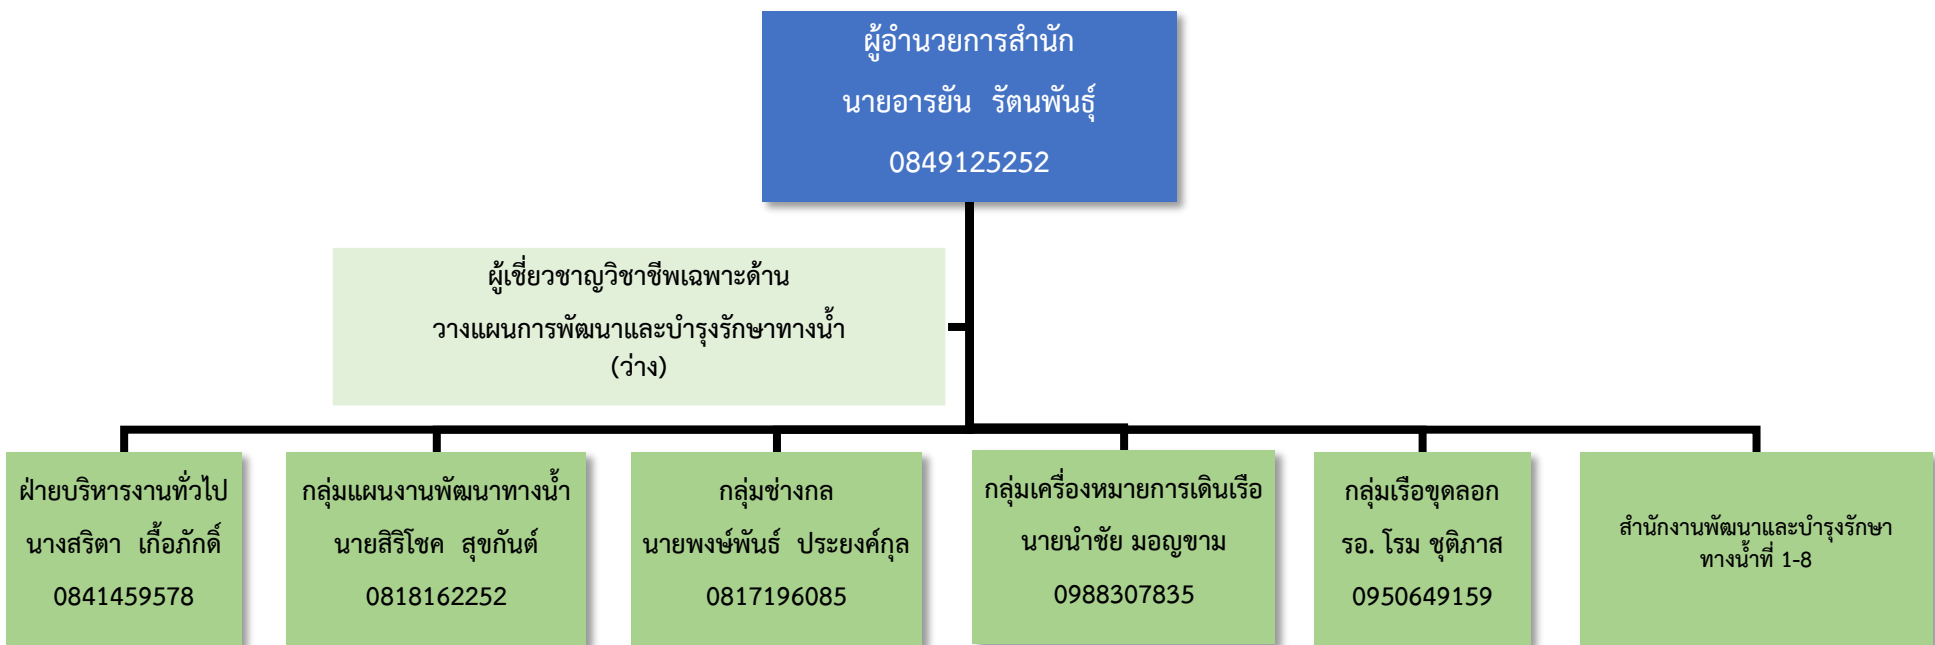 ผู้อำนวยการสำนัก
นายอารยัน รัตนพันธุ์
0849125252
ผู้เชี่ยวชาญวิชาชีพเฉพาะด้าน
วางแผนการพัฒนาและบำรุงรักษาทางน้ำ
(ว่าง)
ฝ่ายบริหารงานทั่วไป
นางสริตา เกื้อภักดิ์
0841459578
กลุ่มแผนงานพัฒนาทางน้ำ
นายสิริโชค สุขกันต์
0818162252
กลุ่มช่างกล
นายพงษ์พันธ์ ประยงค์กุล
0817196085
กลุ่มเครื่องหมายการเดินเรือ
นายนำชัย มอญขาม
0988307835
กลุ่มเรือขุดลอก
รอ. โรม ชุติภาส
0950649159
สำนักงานพัฒนาและบำรุงรักษา
ทางน้ำที่ 1-8